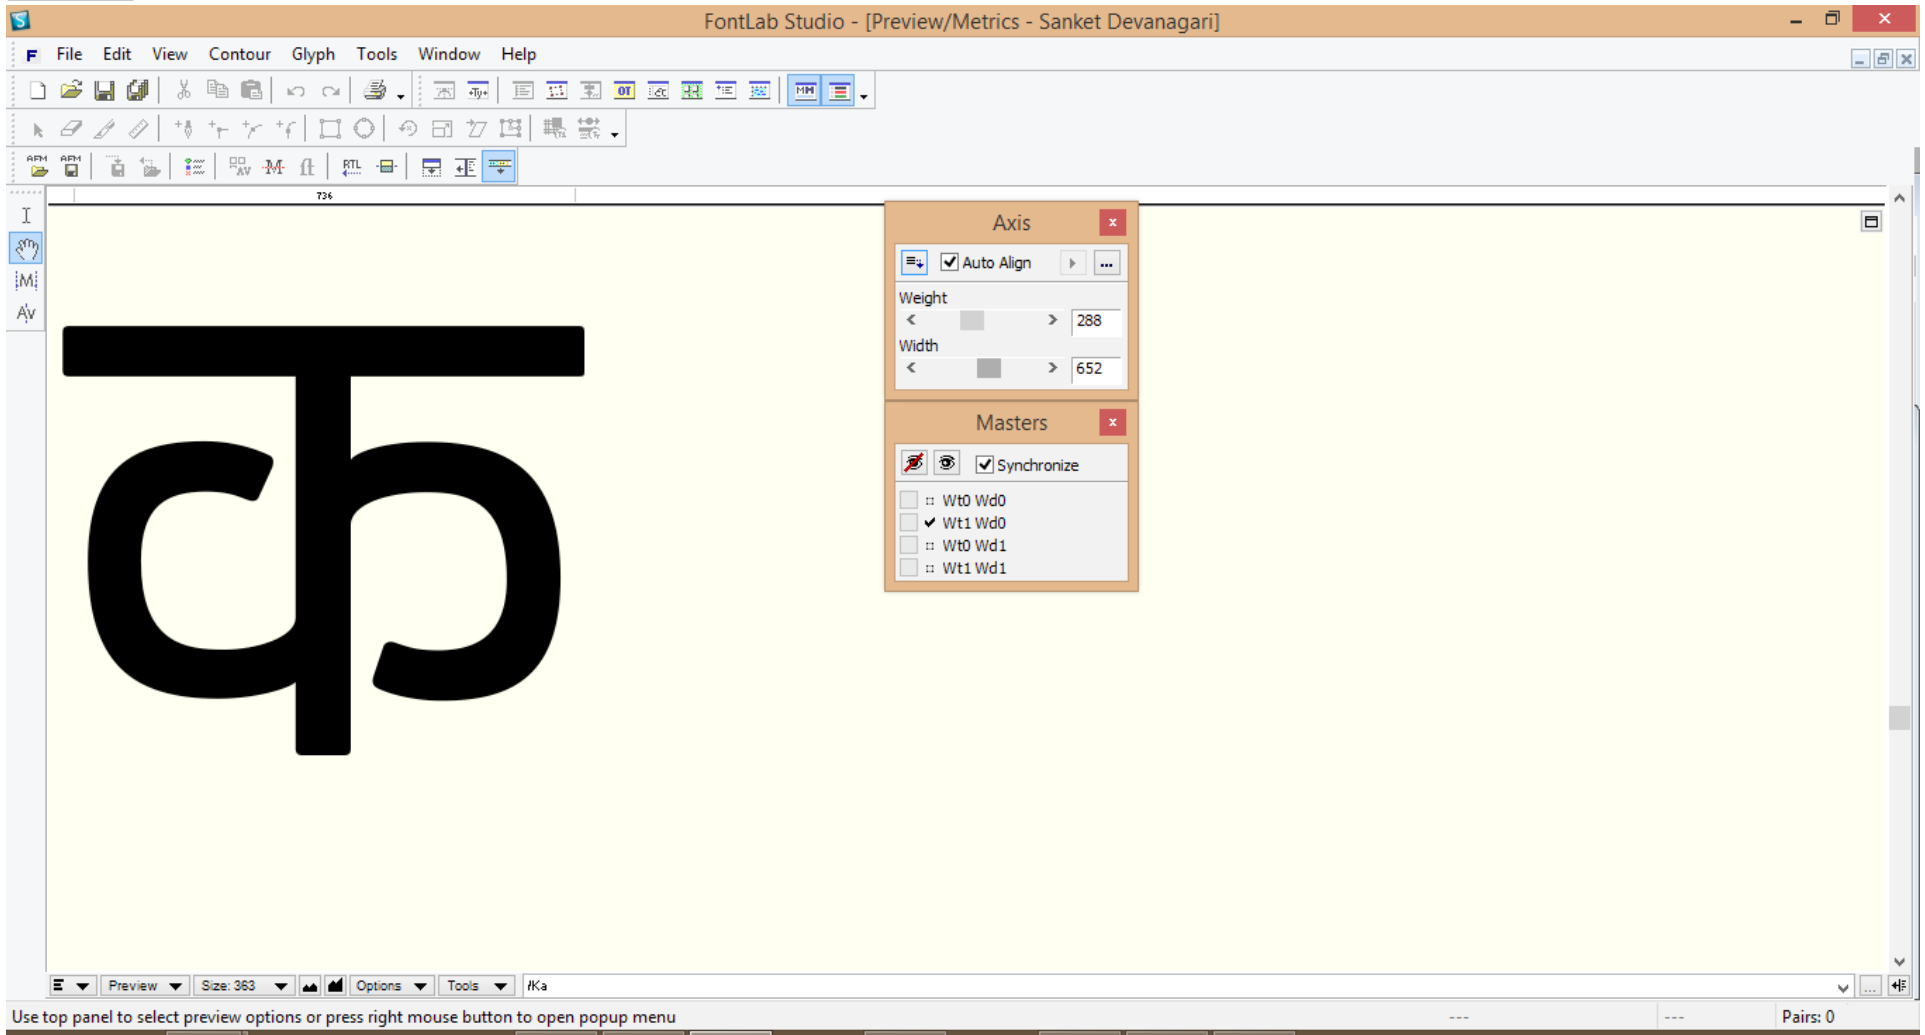 FontLab Studio - [Preview/Metrics - Sanket Devanagari]
File Edit View Contour Glyph Tools Window Help
736
क
Axis
Auto Align
Weight
288
Width
652
Masters
Synchronize
Wt0 Wd0
Wt1 Wd0
Wt0 Wd1
Wt1 Wd1
Preview Size: 363 Options Tools /Ka
Use top panel to select preview options or press right mouse button to open popup menu --- --- Pairs: 0